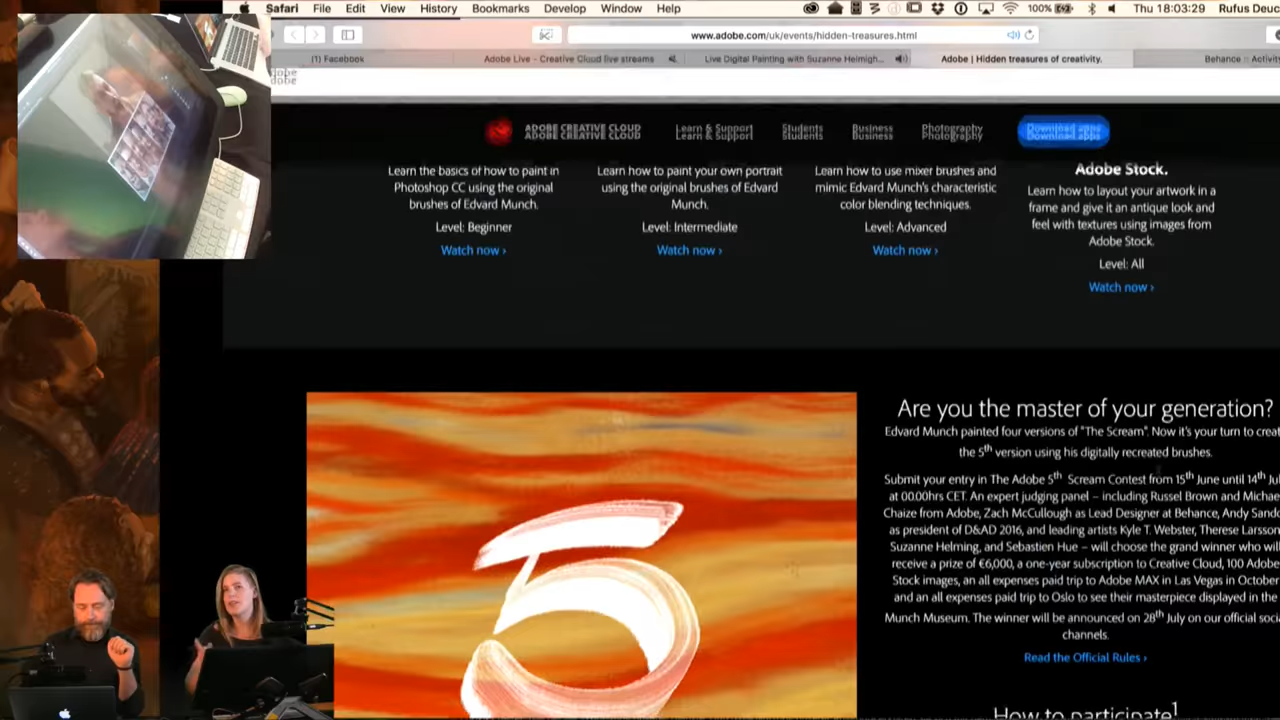 Safari File Edit View History Bookmarks Develop Window Help 100% Thu 18:03:29 Rufus Deuc
www.adobe.com/uk/events/hidden-treasures.html
(1) Facebook Adobe Live - Creative Cloud live streams Live Digital Painting with Suzanne Helmigh... Adobe | Hidden treasures of creativity. Behance :: Activity
Adobe
ADOBE CREATIVE CLOUD Learn & Support Students Business Photography Download apps
Learn the basics of how to paint in
Photoshop CC using the original
brushes of Edvard Munch.
Level: Beginner
Watch now ›
Learn how to paint your own portrait
using the original brushes of Edvard
Munch.
Level: Intermediate
Watch now ›
Learn how to use mixer brushes and
mimic Edvard Munch's characteristic
color blending techniques.
Level: Advanced
Watch now ›
Adobe Stock.
Learn how to layout your artwork in a
frame and give it an antique look and
feel with textures using images from
Adobe Stock.
Level: All
Watch now ›
5
Are you the master of your generation?
Edvard Munch painted four versions of "The Scream". Now it's your turn to creat
the 5th version using his digitally recreated brushes.
Submit your entry in The Adobe 5th Scream Contest from 15th June until 14th Jul
at 00.00hrs CET. An expert judging panel – including Russel Brown and Michae
Chaize from Adobe, Zach McCullough as Lead Designer at Behance, Andy Sando
as president of D&AD 2016, and leading artists Kyle T. Webster, Therese Larsson
Suzanne Helming, and Sebastien Hue – will choose the grand winner who wil
receive a prize of €6,000, a one-year subscription to Creative Cloud, 100 Adobe
Stock images, an all expenses paid trip to Adobe MAX in Las Vegas in October
and an all expenses paid trip to Oslo to see their masterpiece displayed in the
Munch Museum. The winner will be announced on 28th July on our official socia
channels.
Read the Official Rules ›
How to participate1